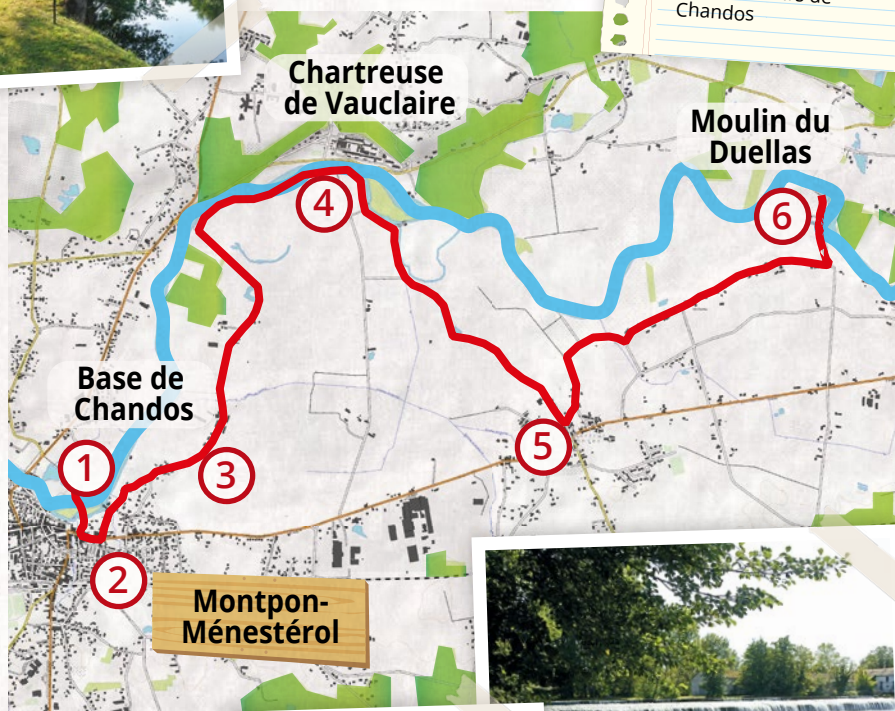 Chandos
Chartreuse
de Vauclaire
Moulin du
Duellas
6
4
Base de
Chandos
1
3
5
2
Montpon-
Ménestérol